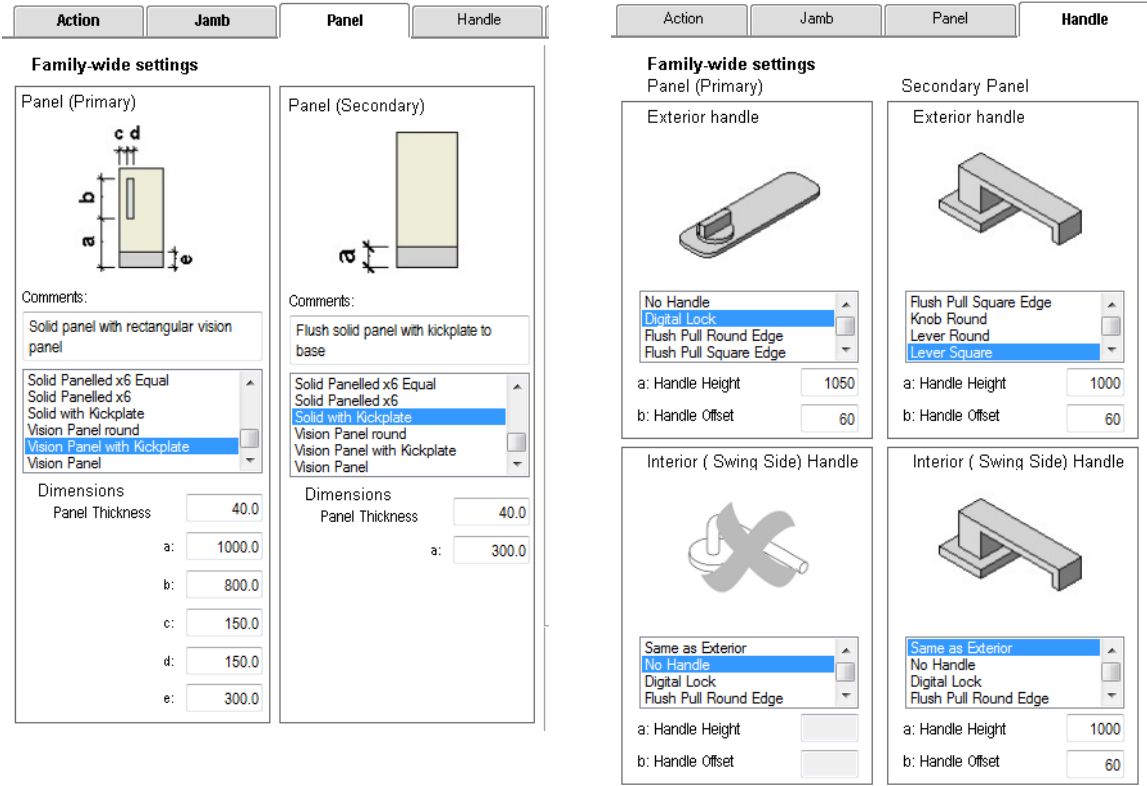 Action
Jamb
Panel
Handle
Family-wide settings
Panel (Primary)
c d
b
a
e
Comments:
Solid panel with rectangular vision
panel
Solid Panelled x6 Equal
Solid Panelled x6
Solid with Kickplate
Vision Panel round
Vision Panel with Kickplate
Vision Panel
Dimensions
Panel Thickness 40.0
a: 1000.0
b: 800.0
c: 150.0
d: 150.0
e: 300.0
Panel (Secondary)
a
Comments:
Flush solid panel with kickplate to
base
Solid Panelled x6 Equal
Solid Panelled x6
Solid with Kickplate
Vision Panel round
Vision Panel with Kickplate
Vision Panel
Dimensions
Panel Thickness 40.0
a: 300.0
Action
Jamb
Panel
Handle
Family-wide settings
Panel (Primary)
Exterior handle
No Handle
Digital Lock
Flush Pull Round Edge
Flush Pull Square Edge
a: Handle Height 1050
b: Handle Offset 60
Interior ( Swing Side) Handle
Same as Exterior
No Handle
Digital Lock
Flush Pull Round Edge
a: Handle Height
b: Handle Offset
Secondary Panel
Exterior handle
Flush Pull Square Edge
Knob Round
Lever Round
Lever Square
a: Handle Height 1000
b: Handle Offset 60
Interior ( Swing Side) Handle
Same as Exterior
No Handle
Digital Lock
Flush Pull Round Edge
a: Handle Height 1000
b: Handle Offset 60